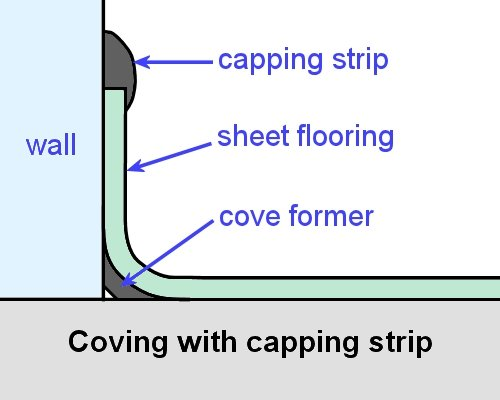 capping strip
wall
sheet flooring
cove former
Coving with capping strip